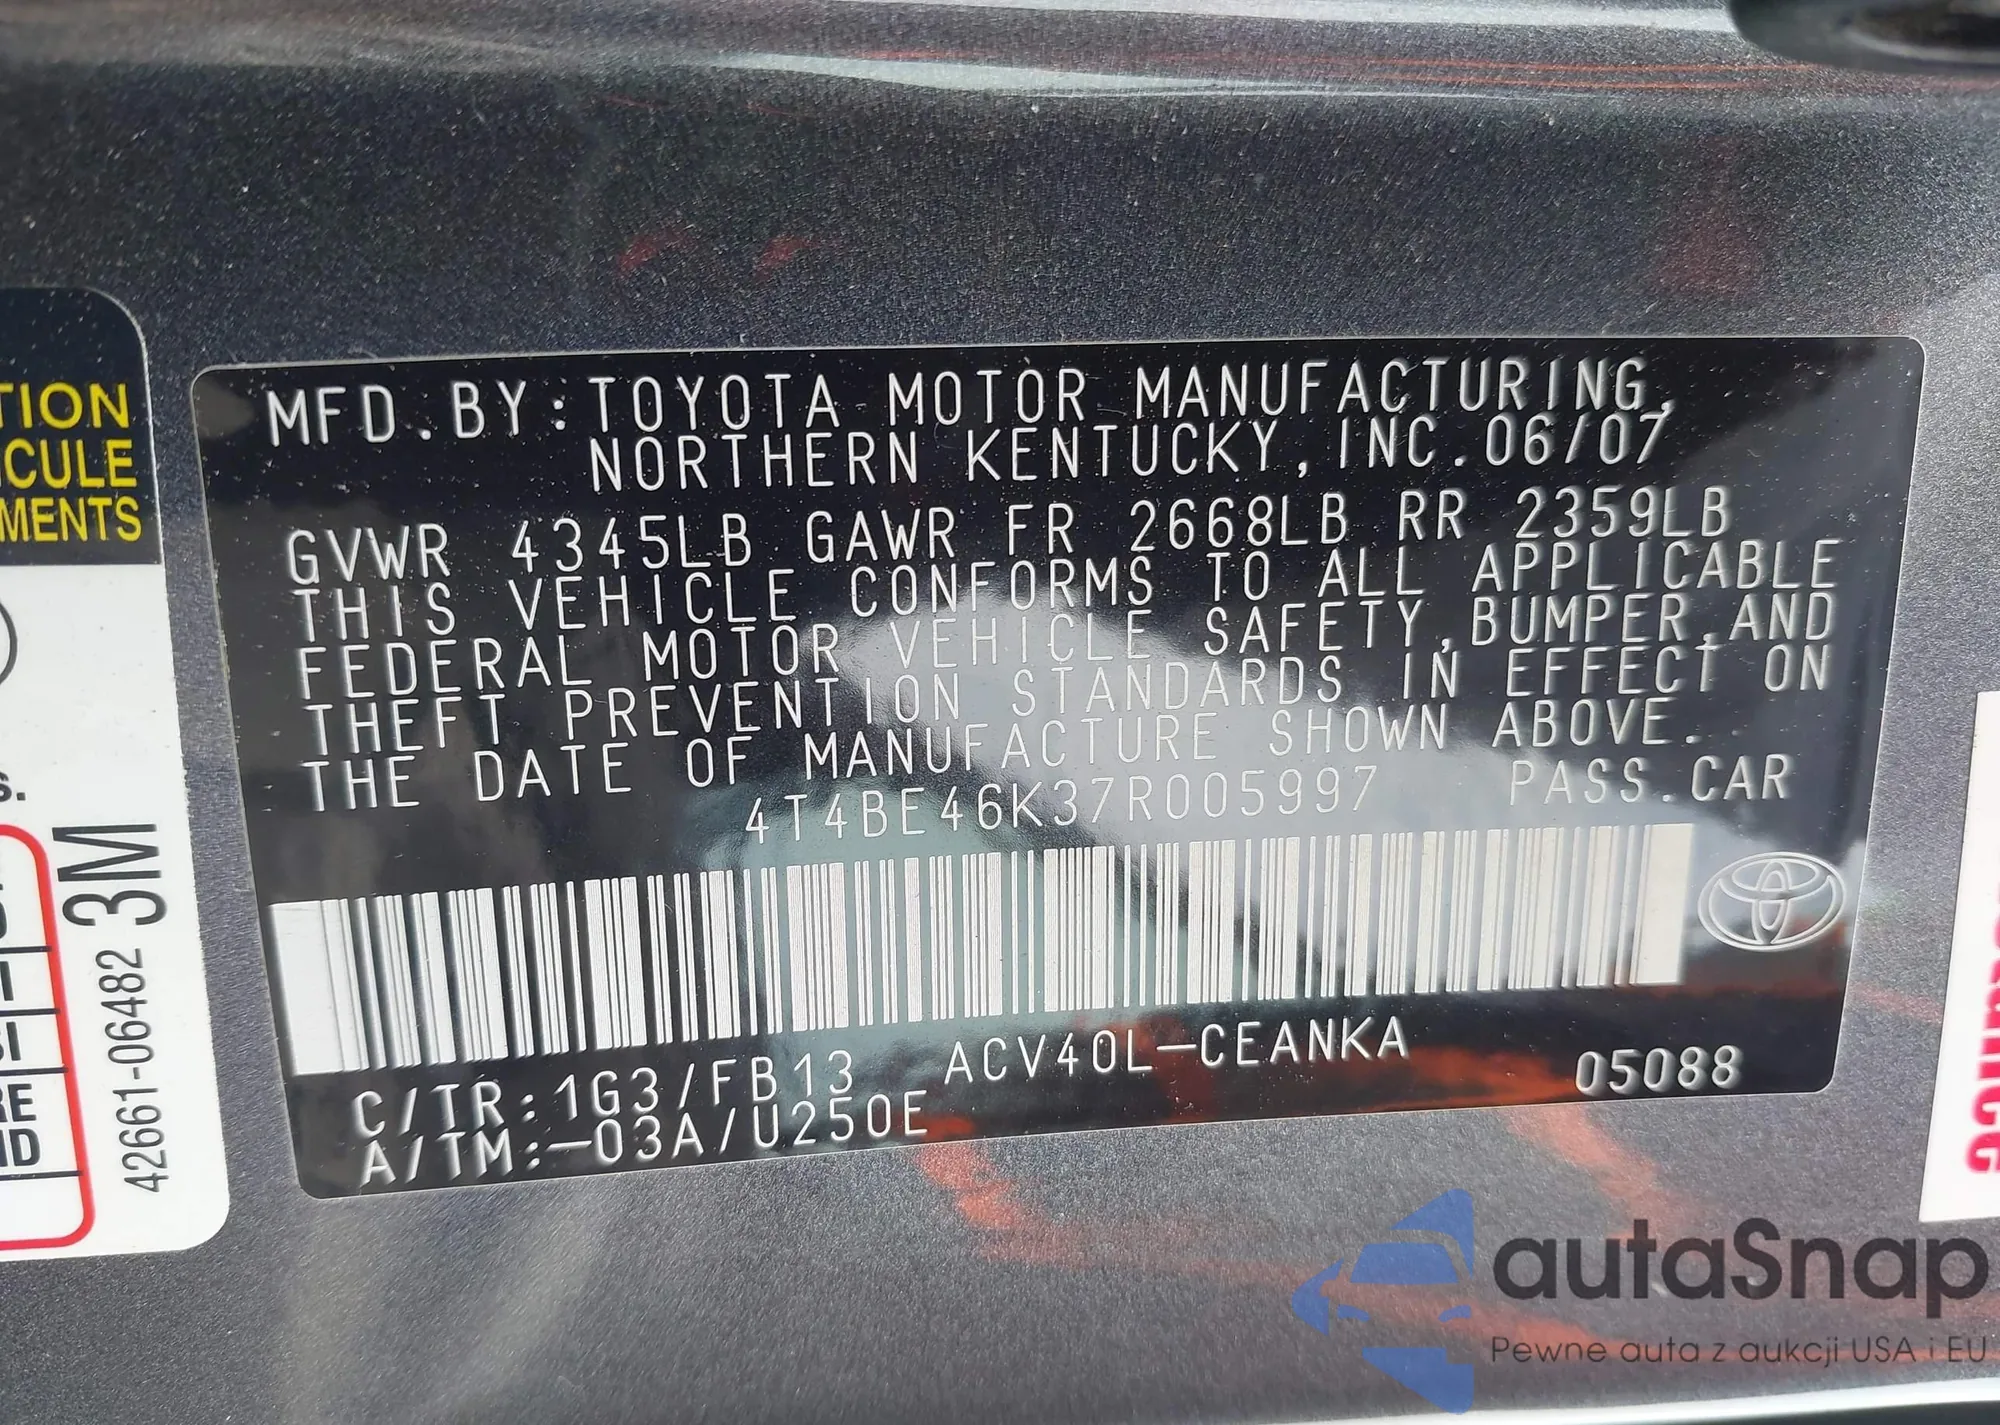 MFD. BY: TOYOTA MOTOR MANUFACTURING,
NORTHERN KENTUCKY, INC. 06/07
GVWR 4345LB GAWR FR 2668LB RR 2359LB
THIS VEHICLE CONFORMS TO ALL APPLICABLE
FEDERAL MOTOR VEHICLE SAFETY, BUMPER, AND
THEFT PREVENTION STANDARDS IN EFFECT ON
THE DATE OF MANUFACTURE SHOWN ABOVE.
4T4BE46K37R005997 PASS. CAR
C/TR: 1G3/FB13 ACV40L-CEANKA 05088
A/TM: -03A/U250E
TION
CULE
MENTS
s.
3M
42661-06482
RE
ND
autaSnap
Pewne auta z aukcji USA i EU